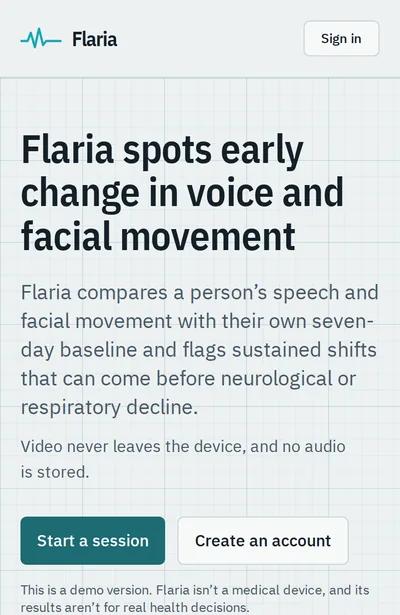 Flaria
Sign in
Flaria spots early
change in voice and
facial movement
Flaria compares a person’s speech and
facial movement with their own seven-
day baseline and flags sustained shifts
that can come before neurological or
respiratory decline.
Video never leaves the device, and no audio
is stored.
Start a session
Create an account
This is a demo version. Flaria isn’t a medical device, and its
results aren’t for real health decisions.